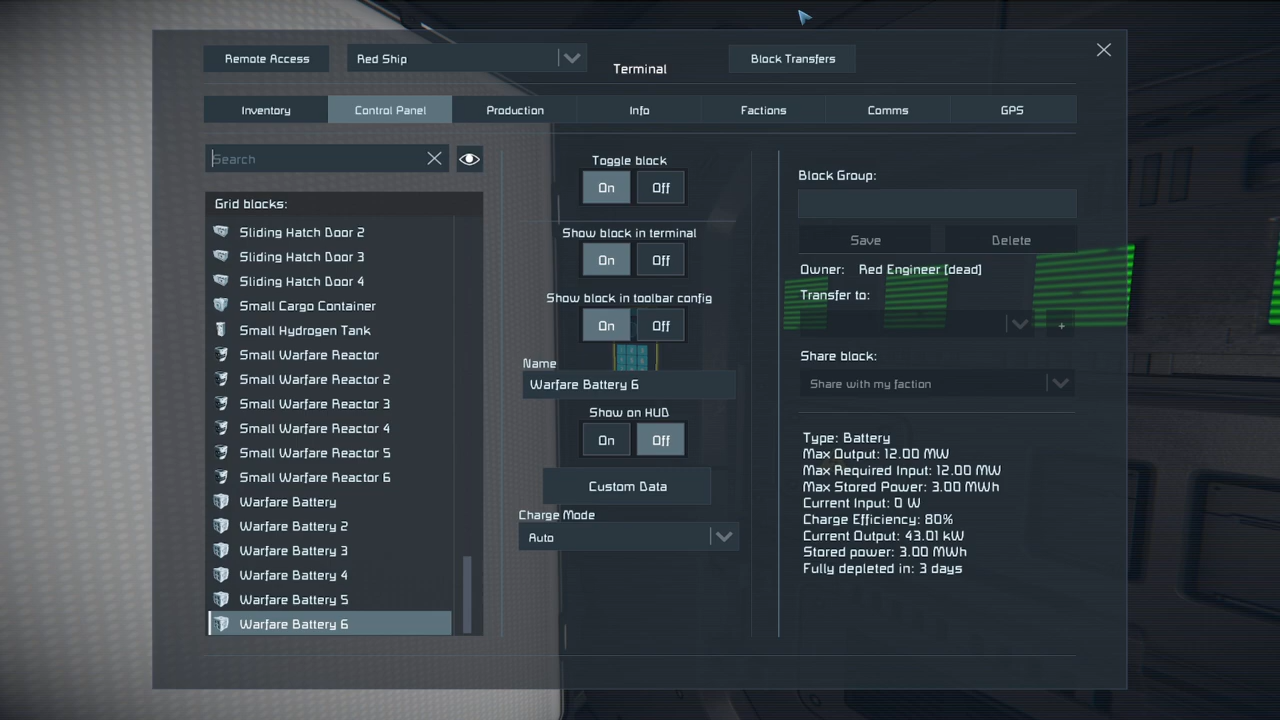 Remote Access
Red Ship
Terminal
Block Transfers
Inventory
Control Panel
Production
Info
Factions
Comms
GPS
Search
Grid blocks:
Sliding Hatch Door 2
Sliding Hatch Door 3
Sliding Hatch Door 4
Small Cargo Container
Small Hydrogen Tank
Small Warfare Reactor
Small Warfare Reactor 2
Small Warfare Reactor 3
Small Warfare Reactor 4
Small Warfare Reactor 5
Small Warfare Reactor 6
Warfare Battery
Warfare Battery 2
Warfare Battery 3
Warfare Battery 4
Warfare Battery 5
Warfare Battery 6
Toggle block
On Off
Show block in terminal
On Off
Show block in toolbar config
On Off
Name
Warfare Battery 6
Show on HUD
On Off
Custom Data
Charge Mode
Auto
Block Group:
Save Delete
Owner: Red Engineer [dead]
Transfer to:
+
Share block:
Share with my faction
Type: Battery
Max Output: 12.00 MW
Max Required Input: 12.00 MW
Max Stored Power: 3.00 MWh
Current Input: 0 W
Charge Efficiency: 80%
Current Output: 43.01 kW
Stored power: 3.00 MWh
Fully depleted in: 3 days